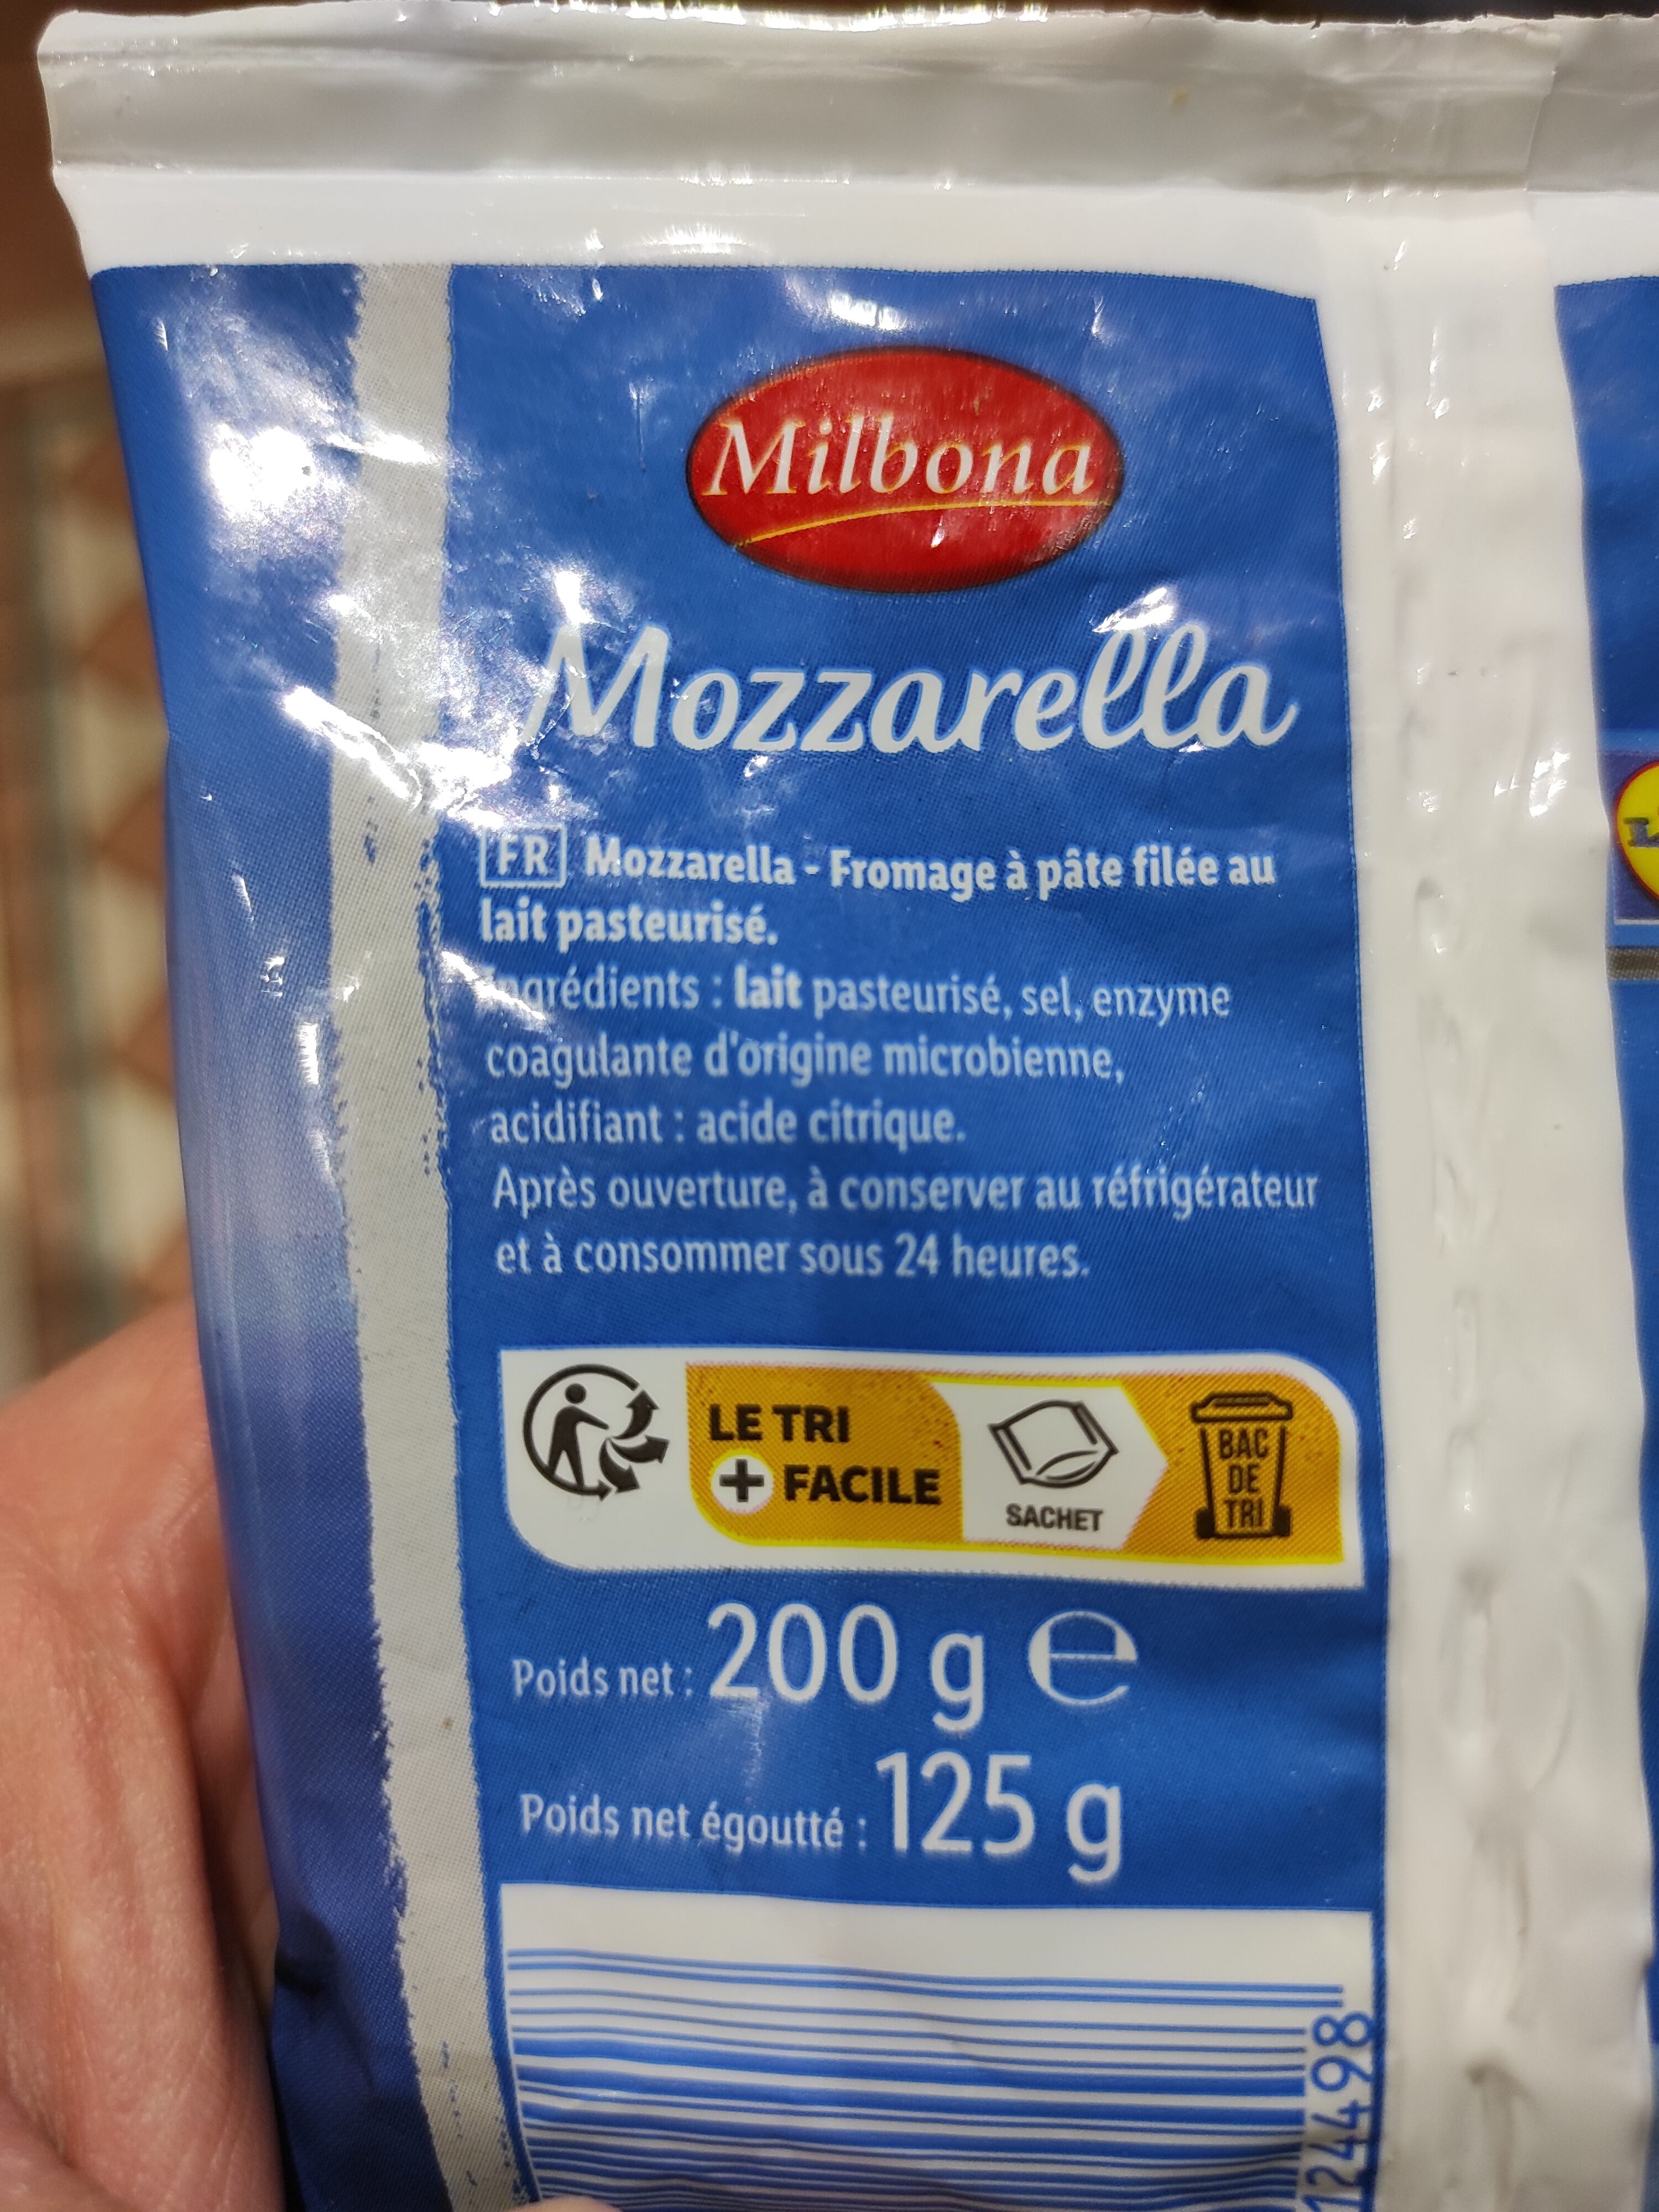 Milbona
Mozzarella
FR Mozzarella - Fromage à pâte filée au
lait pasteurisé.
Ingrédients : lait pasteurisé, sel, enzyme
coagulante d'origine microbienne,
acidifiant : acide citrique.
Après ouverture, à conserver au réfrigérateur
et à consommer sous 24 heures.
LE TRI
+ FACILE
SACHET
BAC
DE
TRI
Poids net : 200 g ℮
Poids net égoutté : 125 g
124498